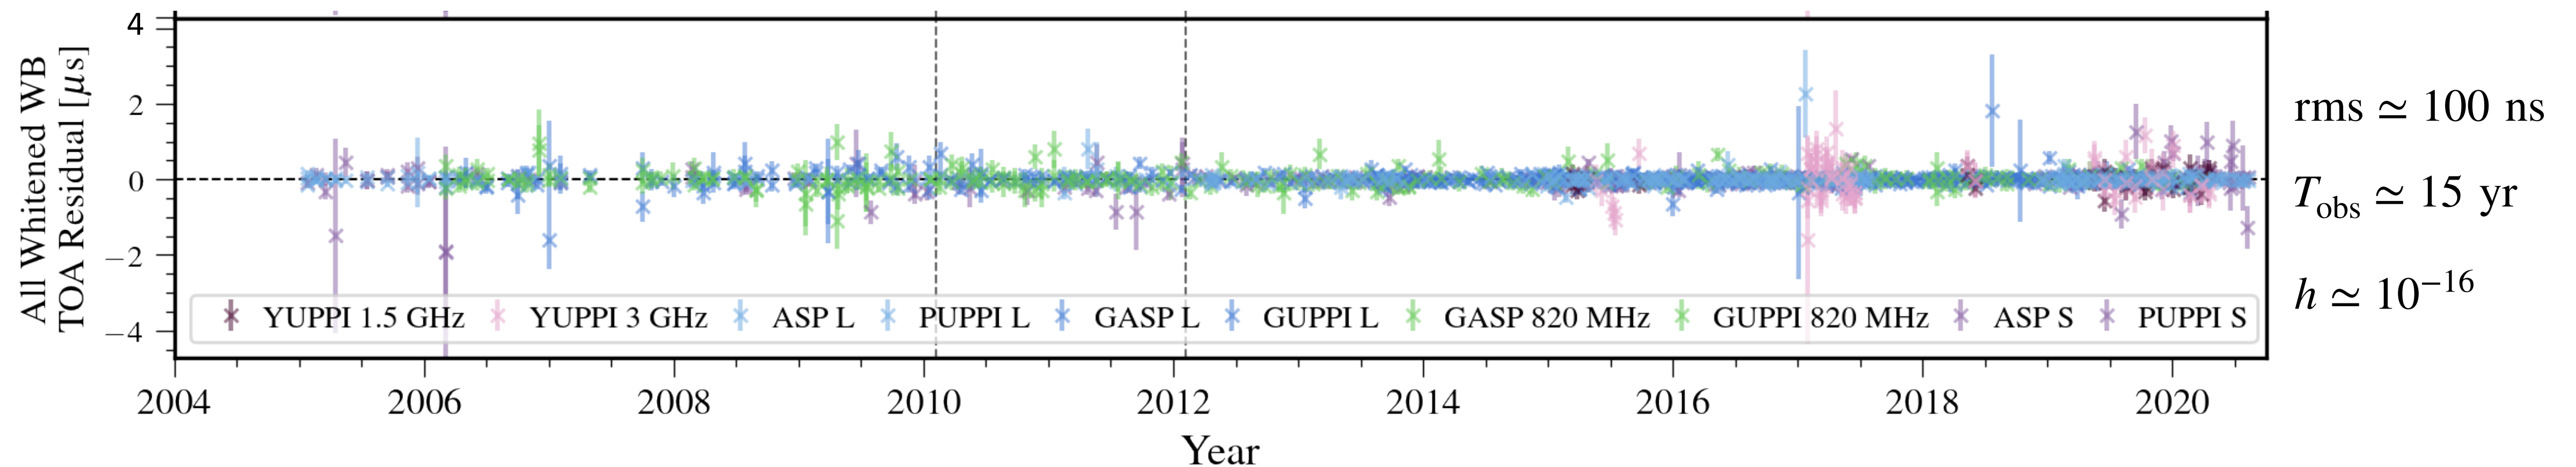 All Whitened WB
TOA Residual [μs]
4
2
0
−2
−4
YUPPI 1.5 GHz YUPPI 3 GHz ASP L PUPPI L GASP L GUPPI L GASP 820 MHz GUPPI 820 MHz ASP S PUPPI S
2004 2006 2008 2010 2012 2014 2016 2018 2020
Year
rms ≃ 100 ns
T_obs ≃ 15 yr
h ≃ 10⁻¹⁶